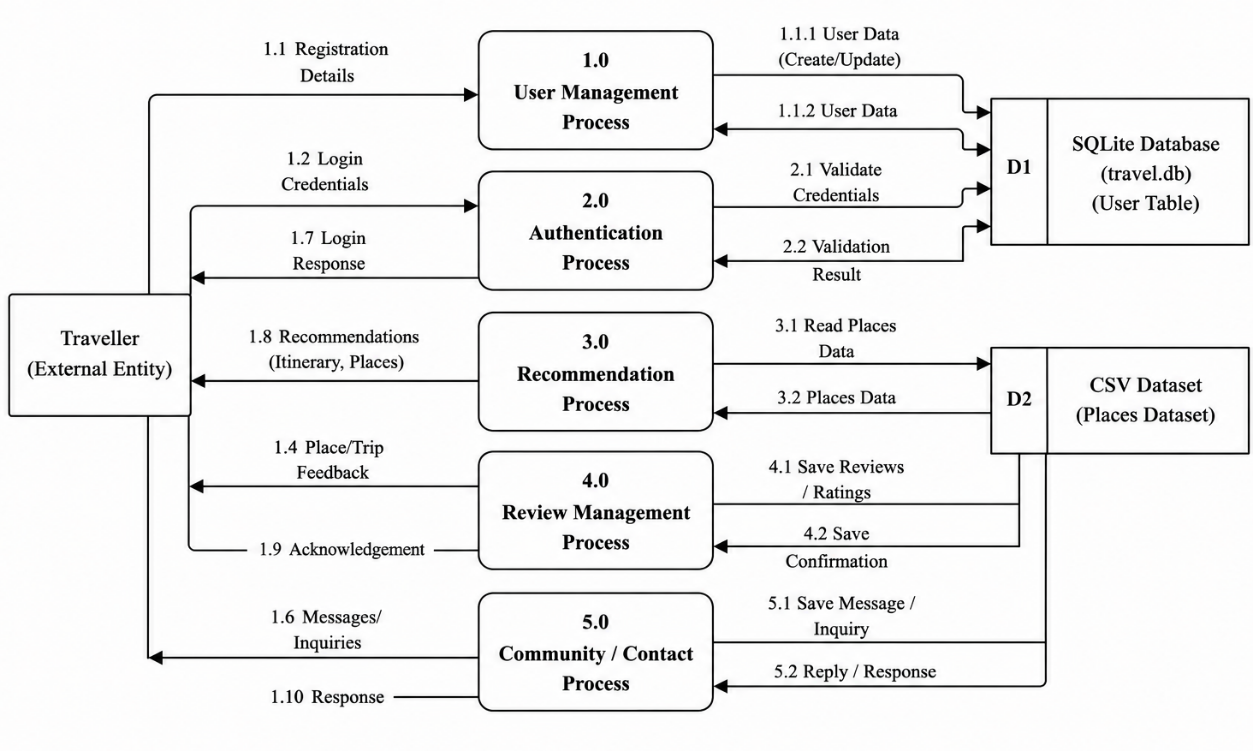 1.1 Registration
Details
1.0
User Management
Process
1.1.1 User Data
(Create/Update)
1.1.2 User Data
1.2 Login
Credentials
2.0
Authentication
Process
2.1 Validate
Credentials
1.7 Login
Response
2.2 Validation
Result
D1
SQLite Database
(travel.db)
(User Table)
Traveller
(External Entity)
1.8 Recommendations
(Itinerary, Places)
3.0
Recommendation
Process
3.1 Read Places
Data
3.2 Places Data
D2
CSV Dataset
(Places Dataset)
1.4 Place/Trip
Feedback
4.0
Review Management
Process
4.1 Save Reviews
/ Ratings
1.9 Acknowledgement
4.2 Save
Confirmation
1.6 Messages/
Inquiries
5.0
Community / Contact
Process
5.1 Save Message /
Inquiry
5.2 Reply / Response
1.10 Response